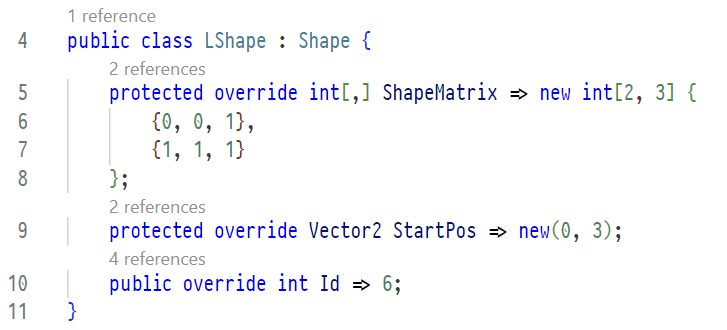 1 reference
4 public class LShape : Shape {
2 references
5 protected override int[,] ShapeMatrix => new int[2, 3] {
6 {0, 0, 1},
7 {1, 1, 1}
8 };
2 references
9 protected override Vector2 StartPos => new(0, 3);
4 references
10 public override int Id => 6;
11 }